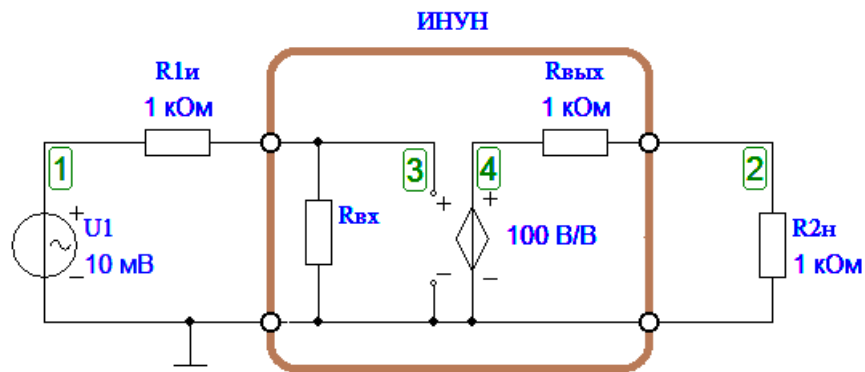 ИНУН
R1и
1 кОм
Rвых
1 кОм
1
3
4
2
+
U1
10 мВ
−
Rвх
+
−
+
100 В/В
−
R2н
1 кОм